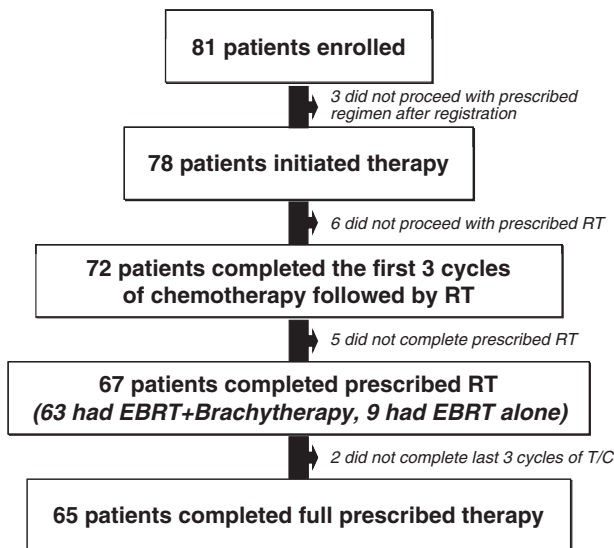 81 patients enrolled
3 did not proceed with prescribed
regimen after registration
78 patients initiated therapy
6 did not proceed with prescribed RT
72 patients completed the first 3 cycles
of chemotherapy followed by RT
5 did not complete prescribed RT
67 patients completed prescribed RT
(63 had EBRT+Brachytherapy, 9 had EBRT alone)
2 did not complete last 3 cycles of T/C
65 patients completed full prescribed therapy